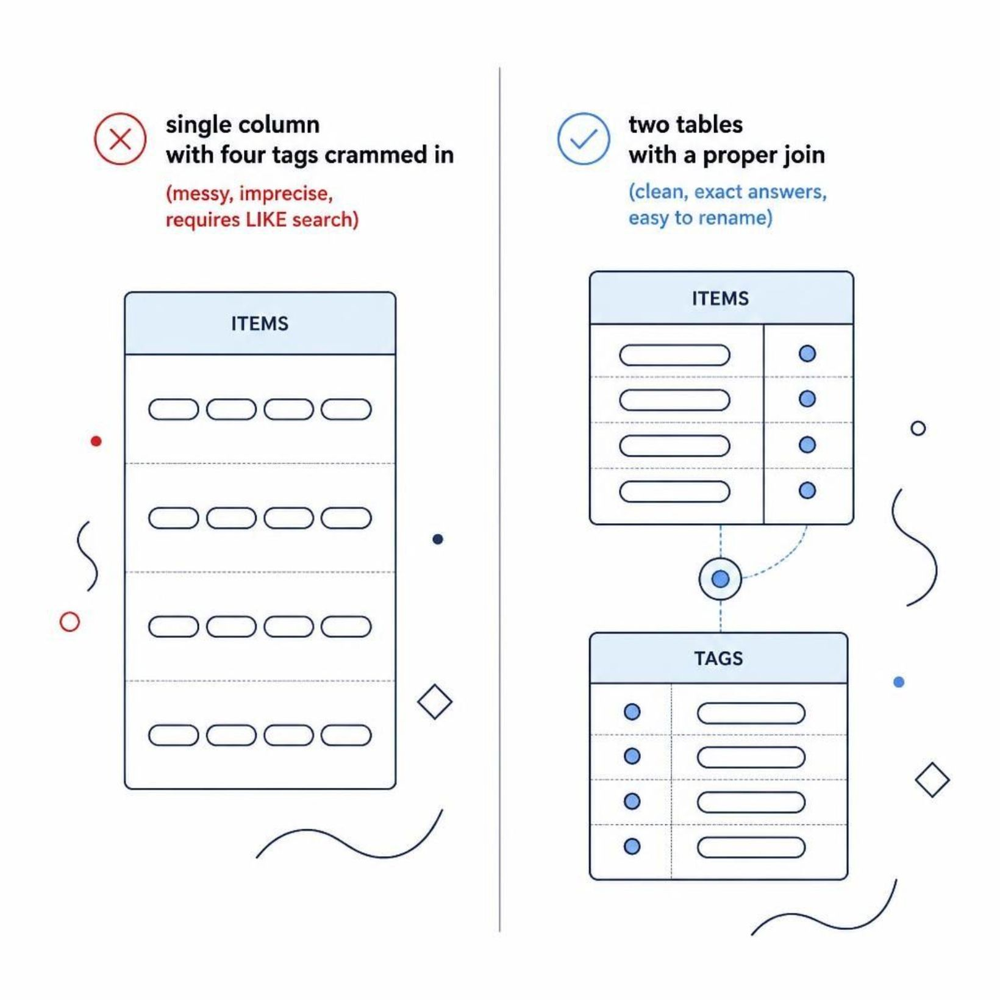 single column
with four tags crammed in
(messy, imprecise,
requires LIKE search)
ITEMS
two tables
with a proper join
(clean, exact answers,
easy to rename)
ITEMS
TAGS